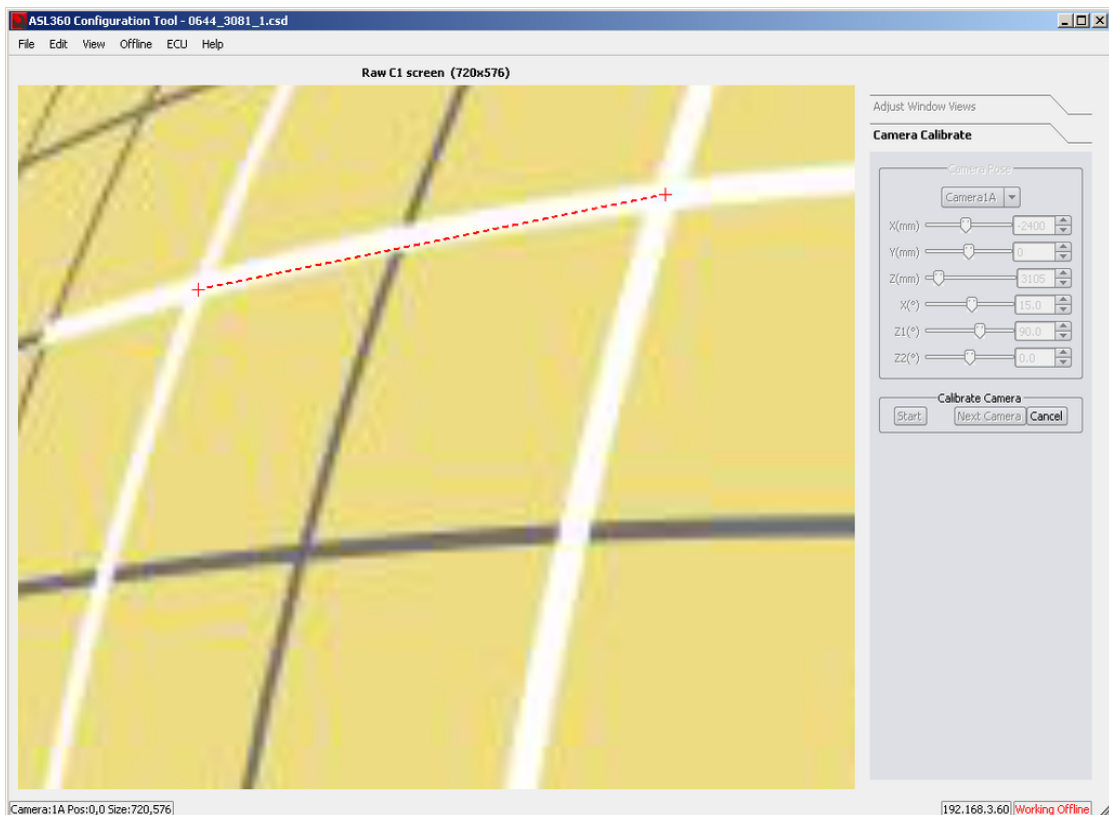 ASL360 Configuration Tool - 0644_3081_1.csd
File Edit View Offline ECU Help
Raw C1 screen (720x576)
Adjust Window Views
Camera Calibrate
Camera Pose
Camera1A
X(mm) -2400
Y(mm) 0
Z(mm) 3105
X(°) 15.0
Z1(°) 90.0
Z2(°) 0.0
Calibrate Camera
Start Next Camera Cancel
Camera:1A Pos:0,0 Size:720,576 192.168.3.60 Working Offline